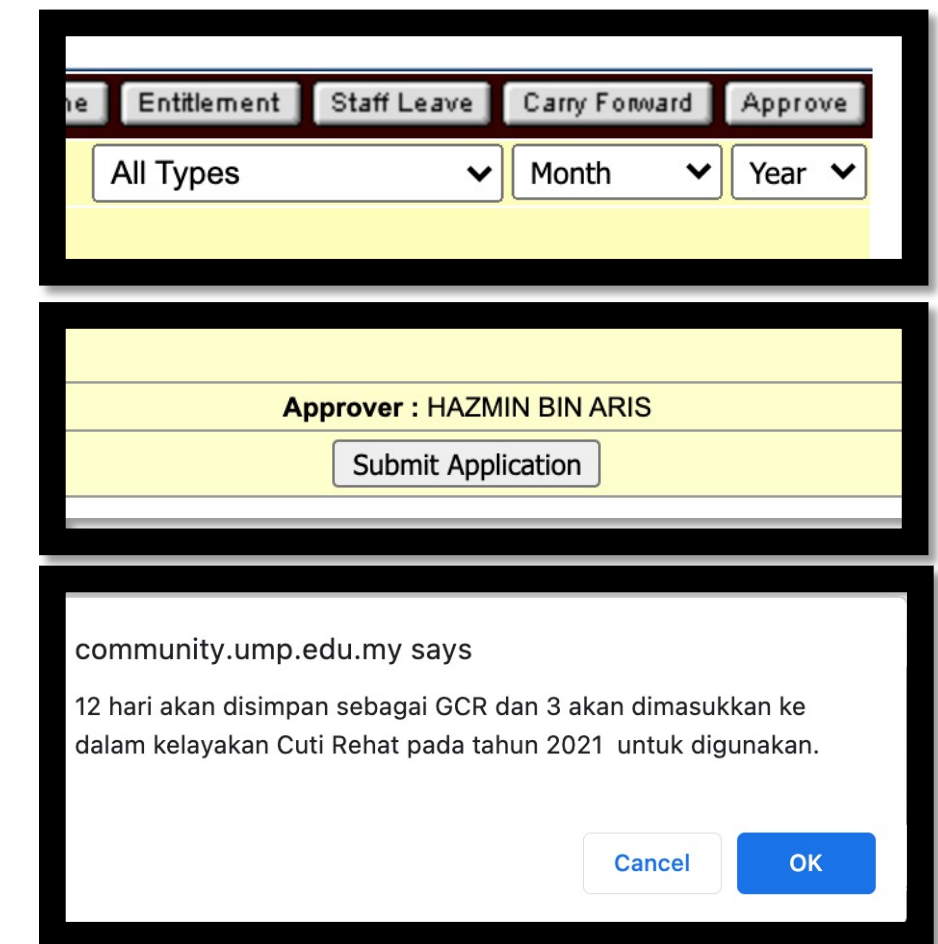 ne Entitlement Staff Leave Carry Forward Approve
All Types Month Year
Approver : HAZMIN BIN ARIS
Submit Application
community.ump.edu.my says
12 hari akan disimpan sebagai GCR dan 3 akan dimasukkan ke
dalam kelayakan Cuti Rehat pada tahun 2021 untuk digunakan.
Cancel OK